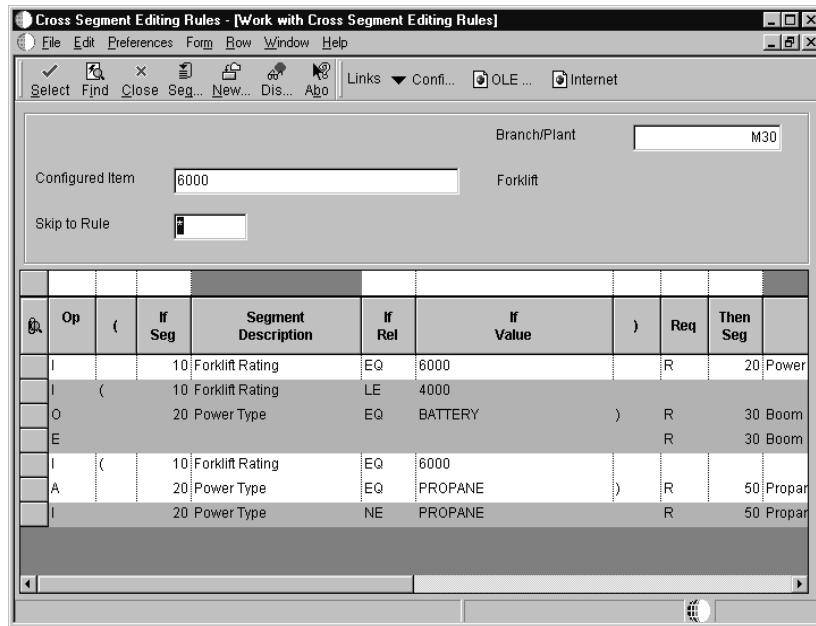 Cross Segment Editing Rules - [Work with Cross Segment Editing Rules]
File Edit Preferences Form Row Window Help
Select Find Close Seg... New... Dis... Abo Links Confi... OLE ... Internet
Branch/Plant M30
Configured Item 6000 Forklift
Skip to Rule *
Op ( If Seg Segment Description If Rel If Value ) Req Then Seg
I 10 Forklift Rating EQ 6000 R 20 Power
I ( 10 Forklift Rating LE 4000
O 20 Power Type EQ BATTERY ) R 30 Boom
E R 30 Boom
I ( 10 Forklift Rating EQ 6000
A 20 Power Type EQ PROPANE ) R 50 Propan
I 20 Power Type NE PROPANE R 50 Propan